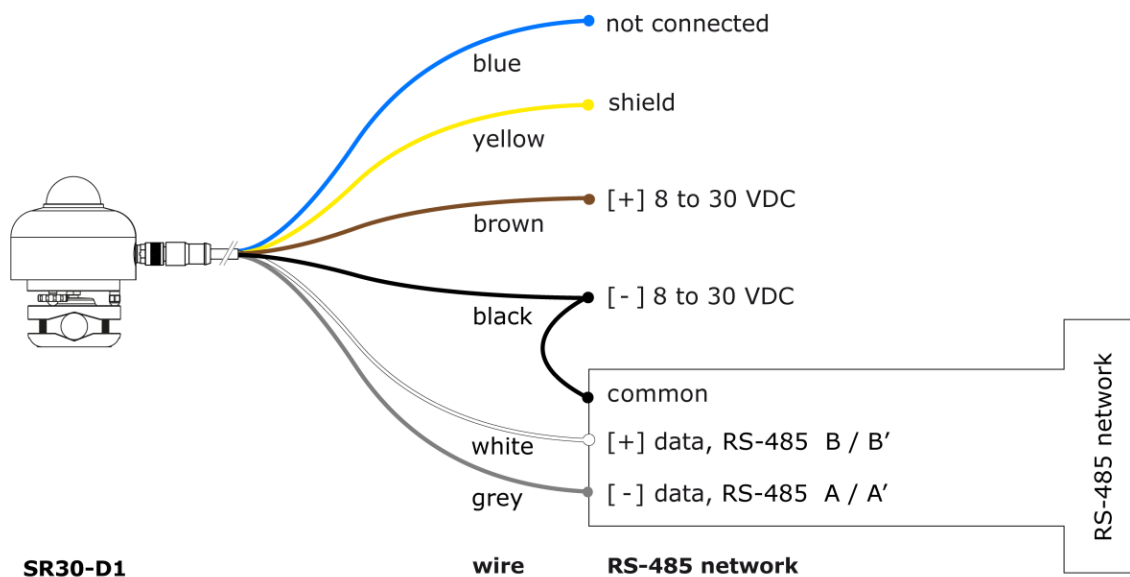 not connected
blue
shield
yellow
[+] 8 to 30 VDC
brown
[-] 8 to 30 VDC
black
common
white
[+] data, RS-485 B / B'
grey
[-] data, RS-485 A / A'
RS-485 network
SR30-D1 wire RS-485 network